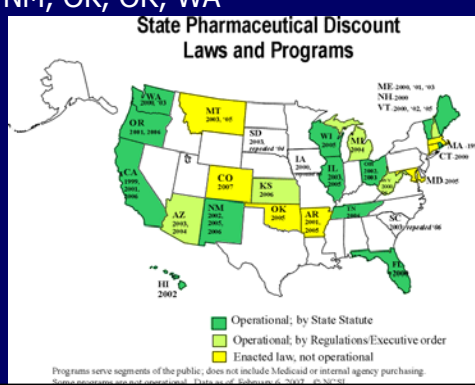 NM, OK, OR, WA
State Pharmaceutical Discount
Laws and Programs
WA
2000, '03
OR
2001, 2006
MT
2003, '05
SD
2003,
repealed '04
ME 2000, '01, '03
NH 2000
VT 2000, '02, '05
WI
2005
MI
2004
IA
2000,
MA
CT 2000
MD 2005
CA
1999,
2001,
2006
CO
2007
KS
2006
IL
2003,
2005
OH
2003
AZ
2003,
2004
NM
2002,
2005,
2006
OK
2005
AR
2001,
2005
TN
2004
SC
2003, repealed '06
FL
HI
2002
Operational; by State Statute
Operational; by Regulations/Executive order
Enacted law, not operational
Programs serve segments of the public; does not include Medicaid or internal agency purchasing.
Some programs are not operational. Data as of February 6, 2007 © NCSL